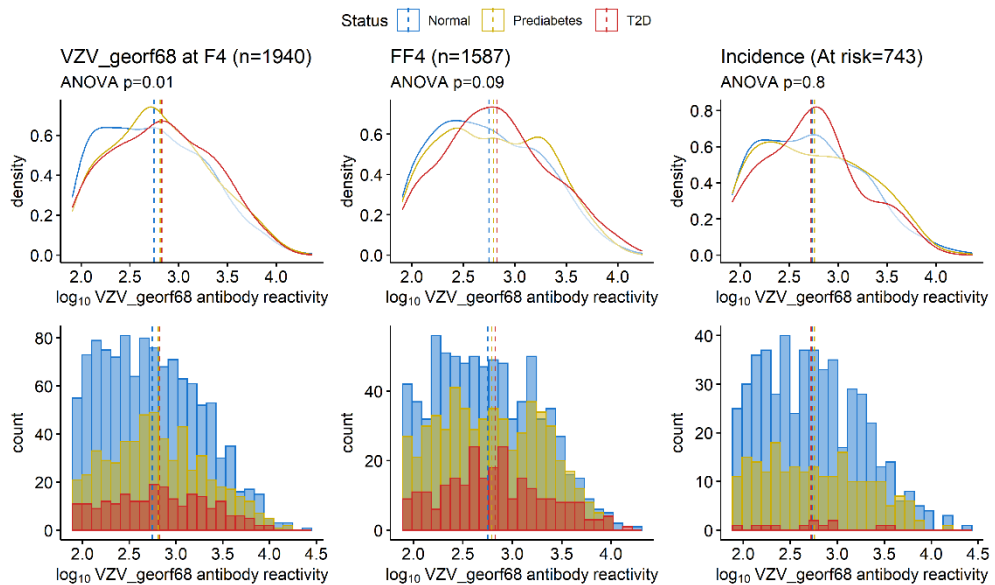 Status Normal Prediabetes T2D
VZV_georf68 at F4 (n=1940)
ANOVA p=0.01
density
0.6
0.4
0.2
0.0
2.0 2.5 3.0 3.5 4.0
log₁₀ VZV_georf68 antibody reactivity
FF4 (n=1587)
ANOVA p=0.09
density
0.6
0.4
0.2
0.0
2.0 2.5 3.0 3.5 4.0
log₁₀ VZV_georf68 antibody reactivity
Incidence (At risk=743)
ANOVA p=0.8
density
0.8
0.6
0.4
0.2
0.0
2.0 2.5 3.0 3.5 4.0
log₁₀ VZV_georf68 antibody reactivity
count
80
60
40
20
0
2.0 2.5 3.0 3.5 4.0 4.5
log₁₀ VZV_georf68 antibody reactivity
count
40
20
0
2.0 2.5 3.0 3.5 4.0
log₁₀ VZV_georf68 antibody reactivity
count
40
30
20
10
0
2.0 2.5 3.0 3.5 4.0 4.5
log₁₀ VZV_georf68 antibody reactivity